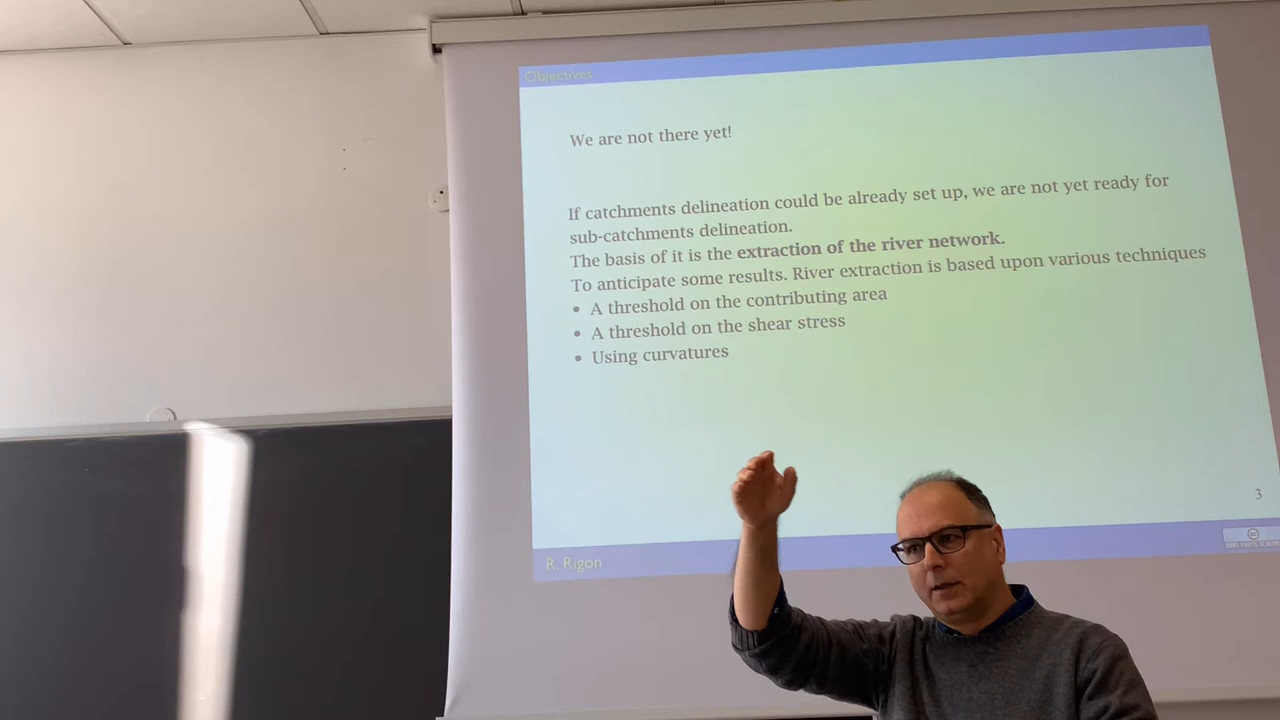 Objectives
We are not there yet!
If catchments delineation could be already set up, we are not yet ready for
sub-catchments delineation.
The basis of it is the extraction of the river network.
To anticipate some results. River extraction is based upon various techniques
• A threshold on the contributing area
• A threshold on the shear stress
• Using curvatures
3
R. Rigon